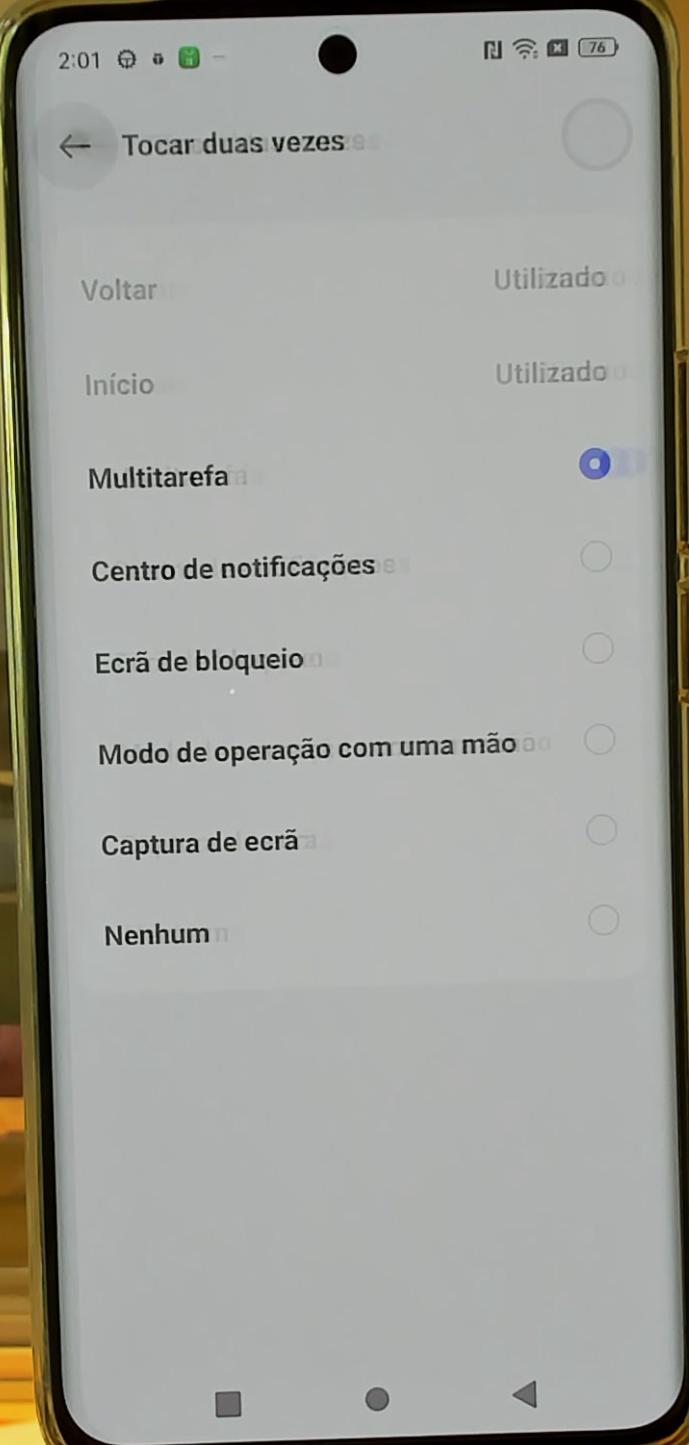 2:01
76
Tocar duas vezes
Voltar Utilizado
Início Utilizado
Multitarefa
Centro de notificações
Ecrã de bloqueio
Modo de operação com uma mão
Captura de ecrã
Nenhum